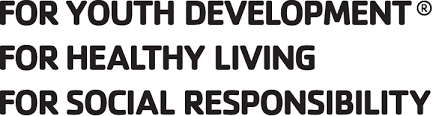 FOR YOUTH DEVELOPMENT®
FOR HEALTHY LIVING
FOR SOCIAL RESPONSIBILITY